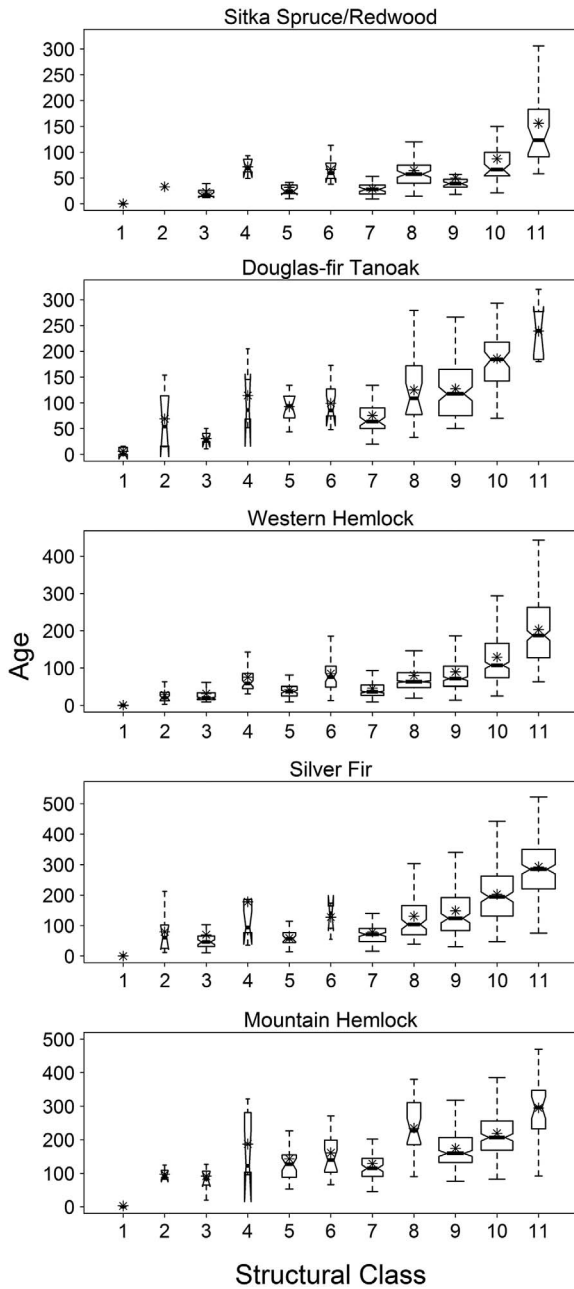 Sitka Spruce/Redwood
300
250
200
150
100
50
0
1 2 3 4 5 6 7 8 9 10 11
Douglas-fir Tanoak
300
250
200
150
100
50
0
1 2 3 4 5 6 7 8 9 10 11
Western Hemlock
400
300
200
100
0
1 2 3 4 5 6 7 8 9 10 11
Age
Silver Fir
500
400
300
200
100
0
1 2 3 4 5 6 7 8 9 10 11
Mountain Hemlock
500
400
300
200
100
0
1 2 3 4 5 6 7 8 9 10 11
Structural Class